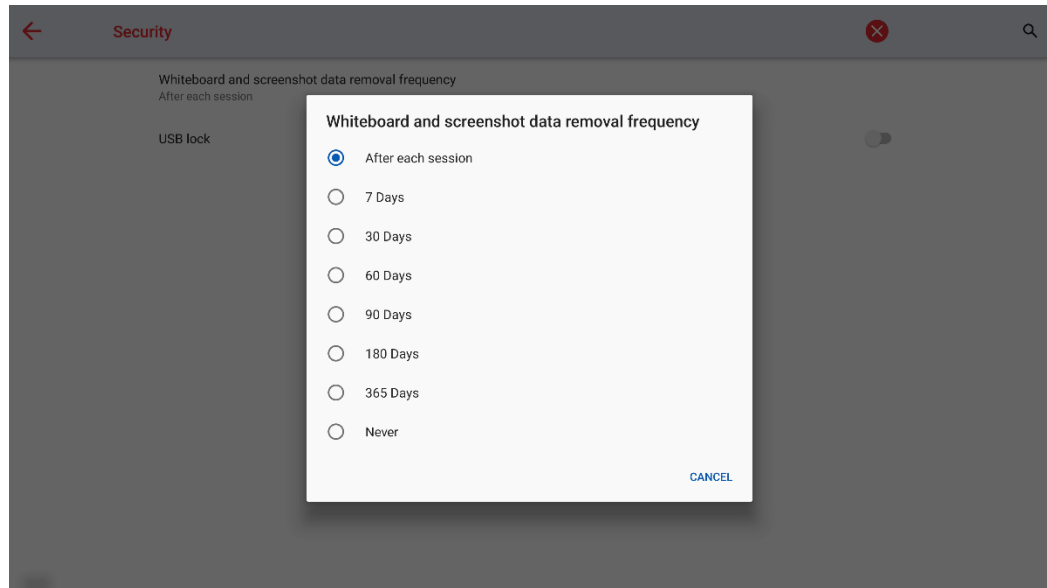 Security
Whiteboard and screenshot data removal frequency
After each session
USB lock
Whiteboard and screenshot data removal frequency
After each session
7 Days
30 Days
60 Days
90 Days
180 Days
365 Days
Never
CANCEL